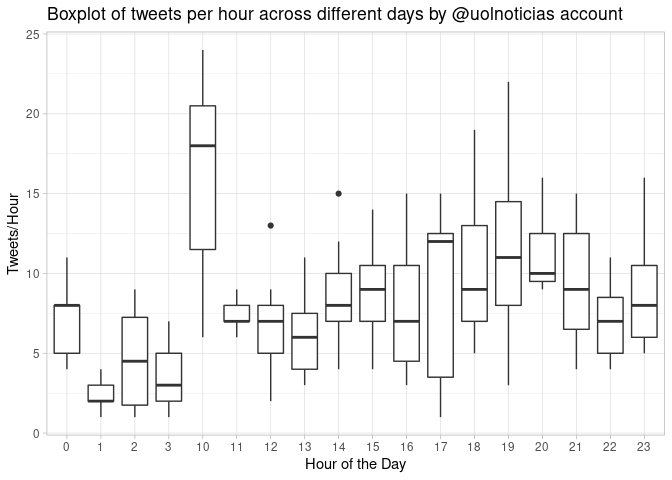 Boxplot of tweets per hour across different days by @uolnoticias account
25
20
15
10
5
0
Tweets/Hour
0 1 2 3 10 11 12 13 14 15 16 17 18 19 20 21 22 23
Hour of the Day